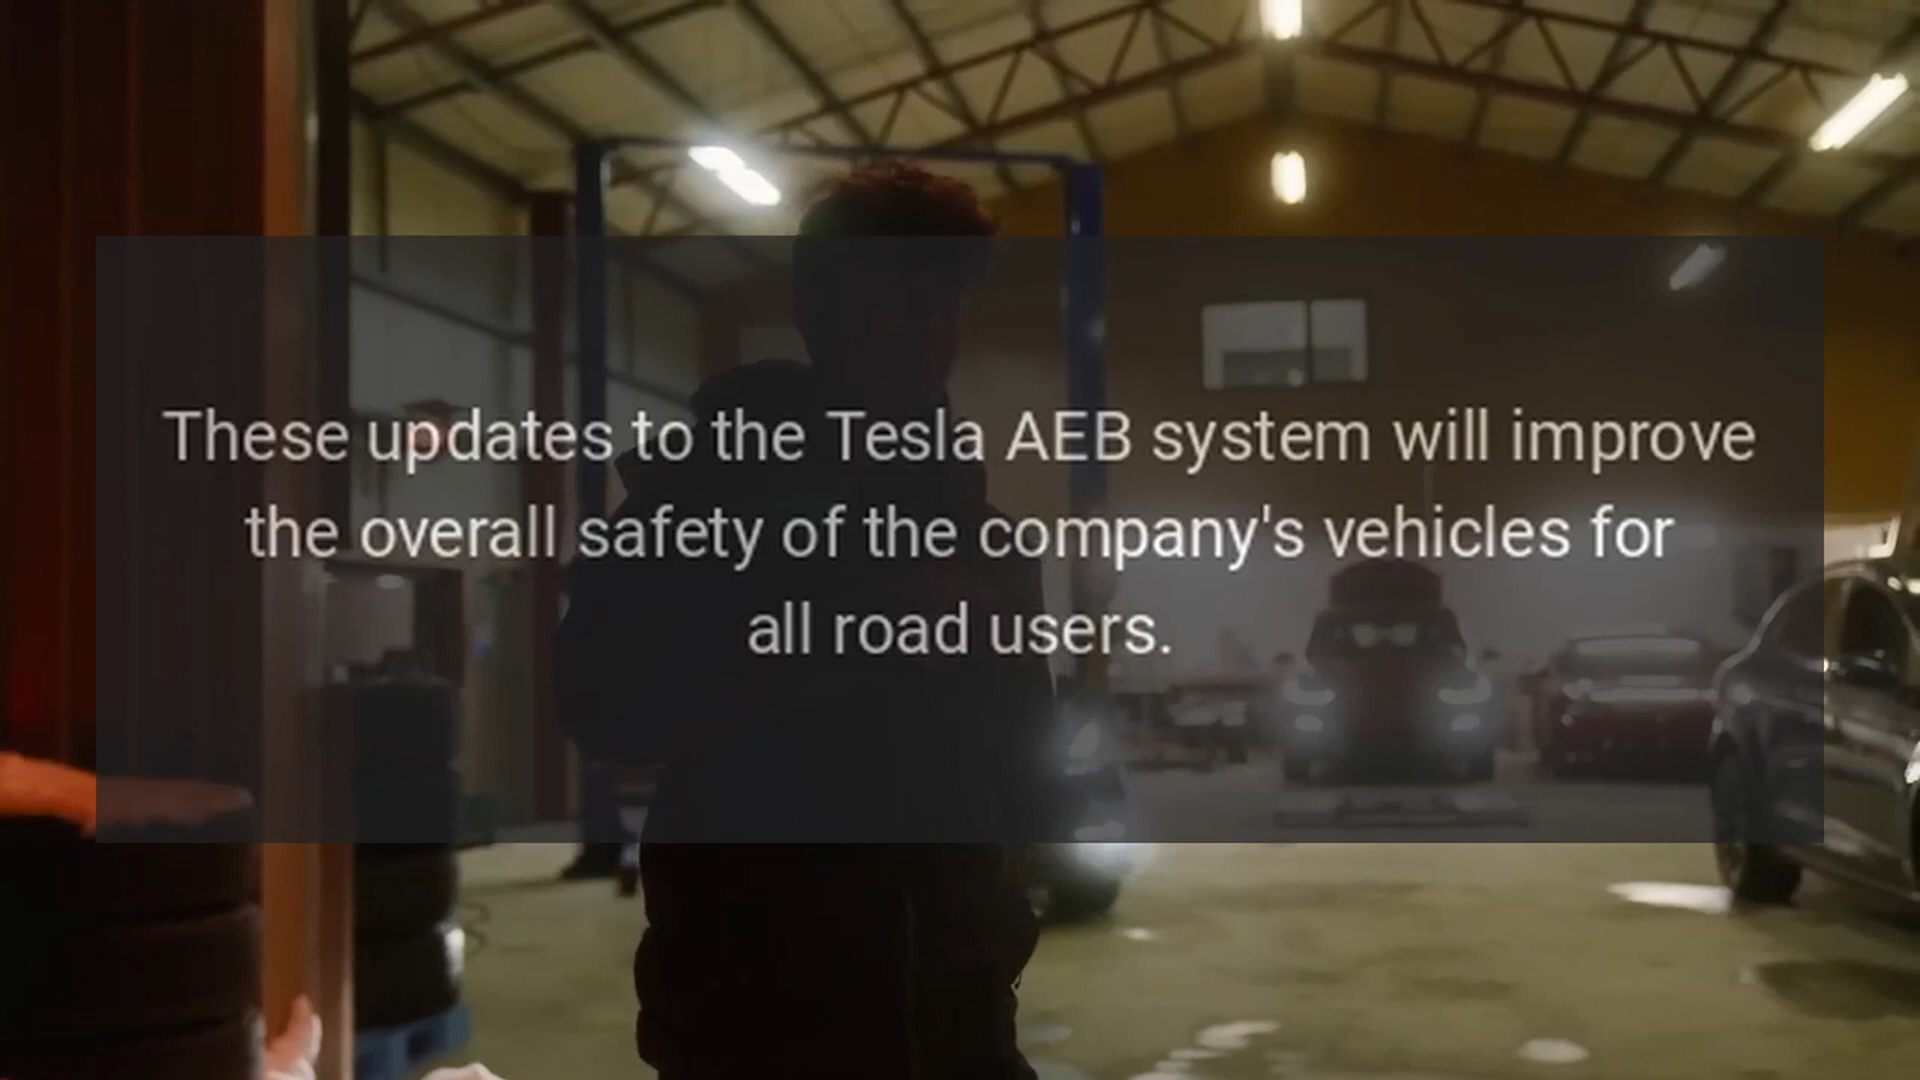 These updates to the Tesla AEB system will improve
the overall safety of the company's vehicles for
all road users.